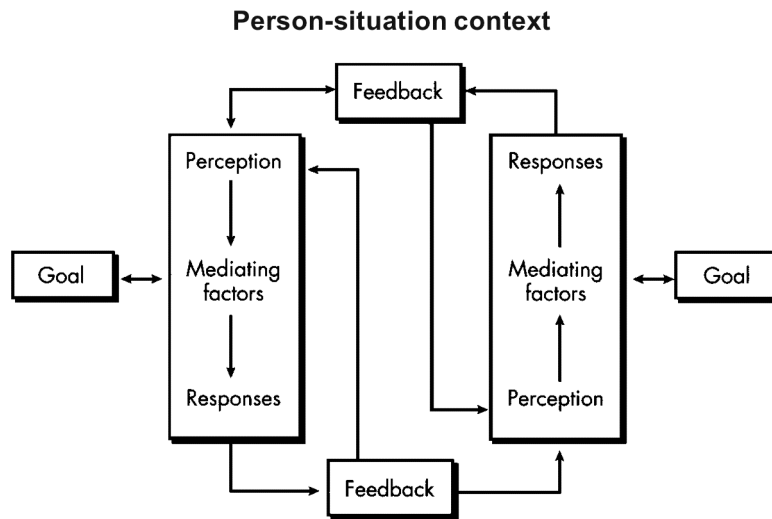 Person-situation context
Feedback
Perception
Responses
Goal
Mediating
factors
Mediating
factors
Goal
Responses
Perception
Feedback